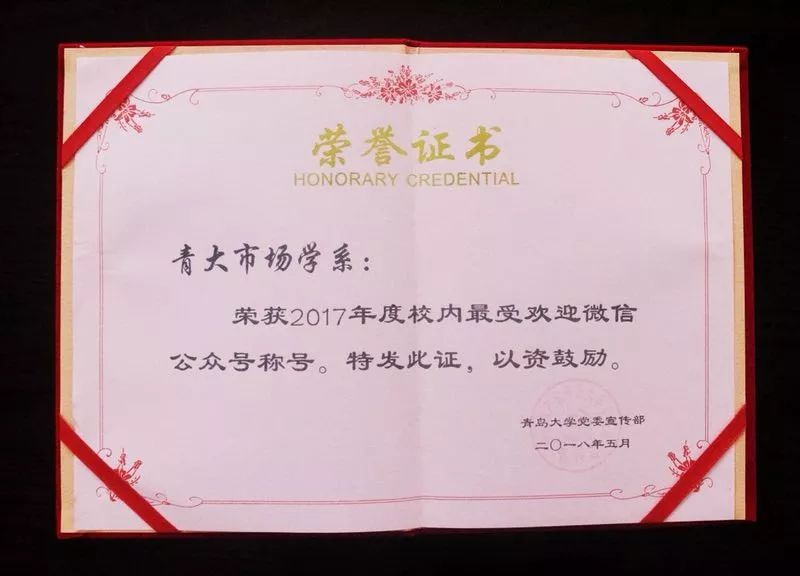 荣誉证书
HONORARY CREDENTIAL
青大市场学系：
荣获2017年度校内最受欢迎微信
公众号称号。特发此证，以资鼓励。
青岛大学党委宣传部
二〇一八年五月